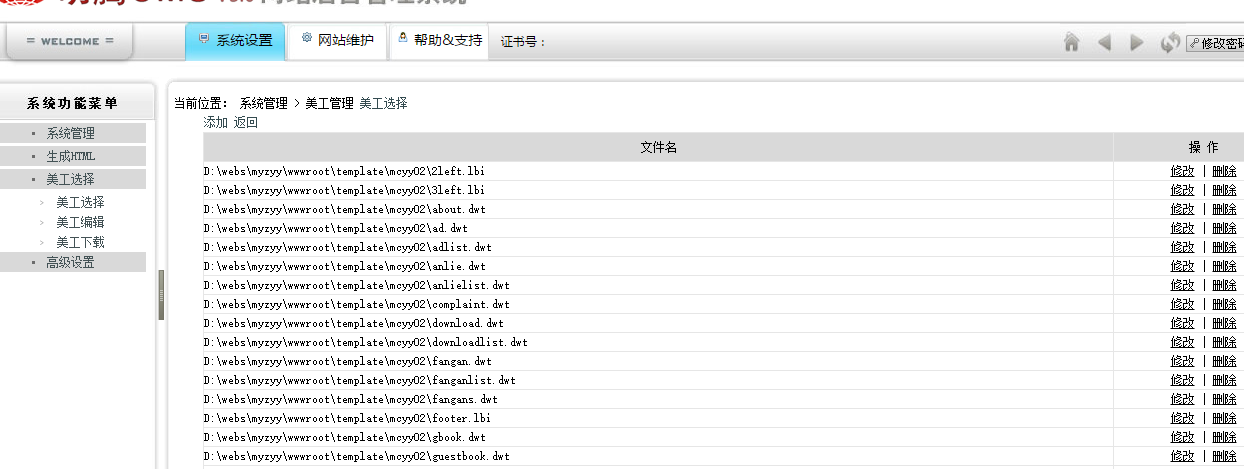 = WELCOME =
系统设置
网站维护
帮助&支持
证书号：
修改密码
系统功能菜单
系统管理
生成HTML
美工选择
美工选择
美工编辑
美工下载
高级设置
当前位置： 系统管理 > 美工管理 美工选择
添加 返回
文件名 操 作
D:\webs\myzyy\wwwroot\template\mcyy02\2left.lbi 修改 | 删除
D:\webs\myzyy\wwwroot\template\mcyy02\3left.lbi 修改 | 删除
D:\webs\myzyy\wwwroot\template\mcyy02\about.dwt 修改 | 删除
D:\webs\myzyy\wwwroot\template\mcyy02\ad.dwt 修改 | 删除
D:\webs\myzyy\wwwroot\template\mcyy02\adlist.dwt 修改 | 删除
D:\webs\myzyy\wwwroot\template\mcyy02\anlie.dwt 修改 | 删除
D:\webs\myzyy\wwwroot\template\mcyy02\anlielist.dwt 修改 | 删除
D:\webs\myzyy\wwwroot\template\mcyy02\complaint.dwt 修改 | 删除
D:\webs\myzyy\wwwroot\template\mcyy02\download.dwt 修改 | 删除
D:\webs\myzyy\wwwroot\template\mcyy02\downloadlist.dwt 修改 | 删除
D:\webs\myzyy\wwwroot\template\mcyy02\fangan.dwt 修改 | 删除
D:\webs\myzyy\wwwroot\template\mcyy02\fanganlist.dwt 修改 | 删除
D:\webs\myzyy\wwwroot\template\mcyy02\fangans.dwt 修改 | 删除
D:\webs\myzyy\wwwroot\template\mcyy02\footer.lbi 修改 | 删除
D:\webs\myzyy\wwwroot\template\mcyy02\gbook.dwt 修改 | 删除
D:\webs\myzyy\wwwroot\template\mcyy02\guestbook.dwt 修改 | 删除